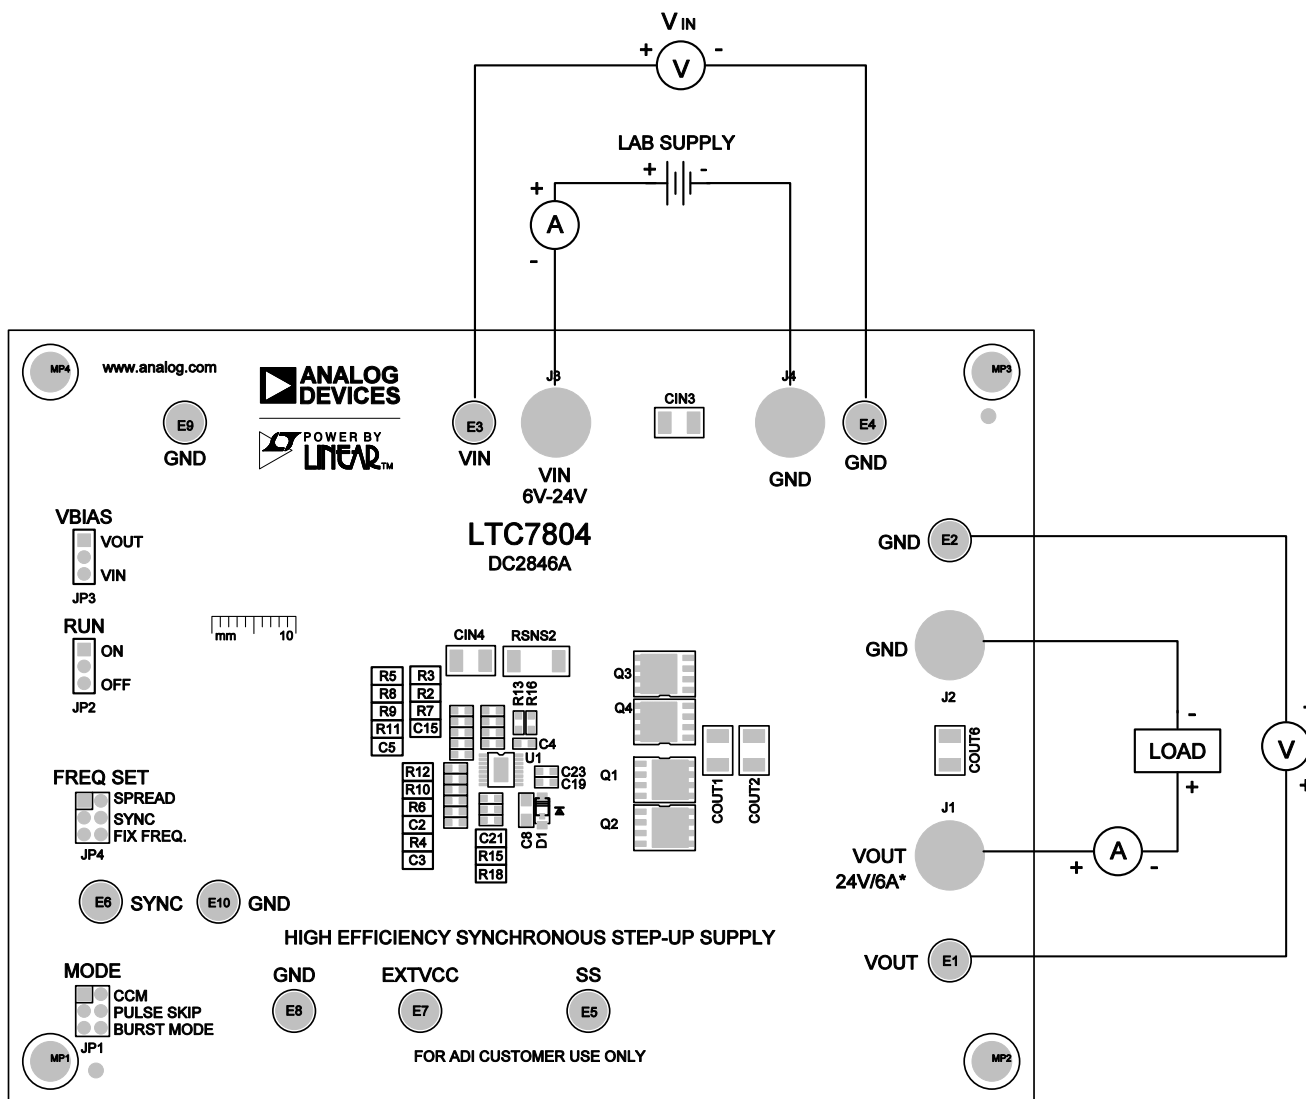 V IN
+ -
V
LAB SUPPLY
+ -
+
A
-
MP4
www.analog.com
ANALOG
DEVICES
POWER BY
LINEAR™
E9
GND
E3
VIN
J3
VIN
6V-24V
CIN3
J4
GND
E4
GND
MP3
LTC7804
DC2846A
VBIAS
VOUT
VIN
JP3
RUN
ON
OFF
JP2
mm 10
GND E2
GND
J2
CIN4
RSNS2
R5
R8
R9
R11
C5
R3
R2
R7
C15
R13
R16
C4
U1
C23
C19
R12
R10
R6
C2
R4
C3
C21
R15
R18
C8
D1
Q3
Q4
Q1
Q2
COUT1
COUT2
COUT6
-
LOAD
+
-
V
+
J1
VOUT
24V/6A*
+ A -
VOUT E1
FREQ SET
SPREAD
SYNC
FIX FREQ.
JP4
E6 SYNC E10 GND
HIGH EFFICIENCY SYNCHRONOUS STEP-UP SUPPLY
MODE
CCM
PULSE SKIP
BURST MODE
JP1
GND
E8
EXTVCC
E7
SS
E5
MP1
FOR ADI CUSTOMER USE ONLY
MP2